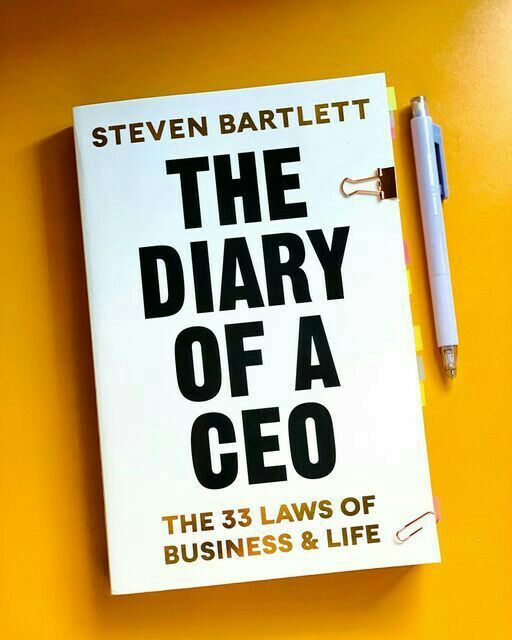 STEVEN BARTLETT
THE
DIARY
OF A
CEO
THE 33 LAWS OF
BUSINESS & LIFE